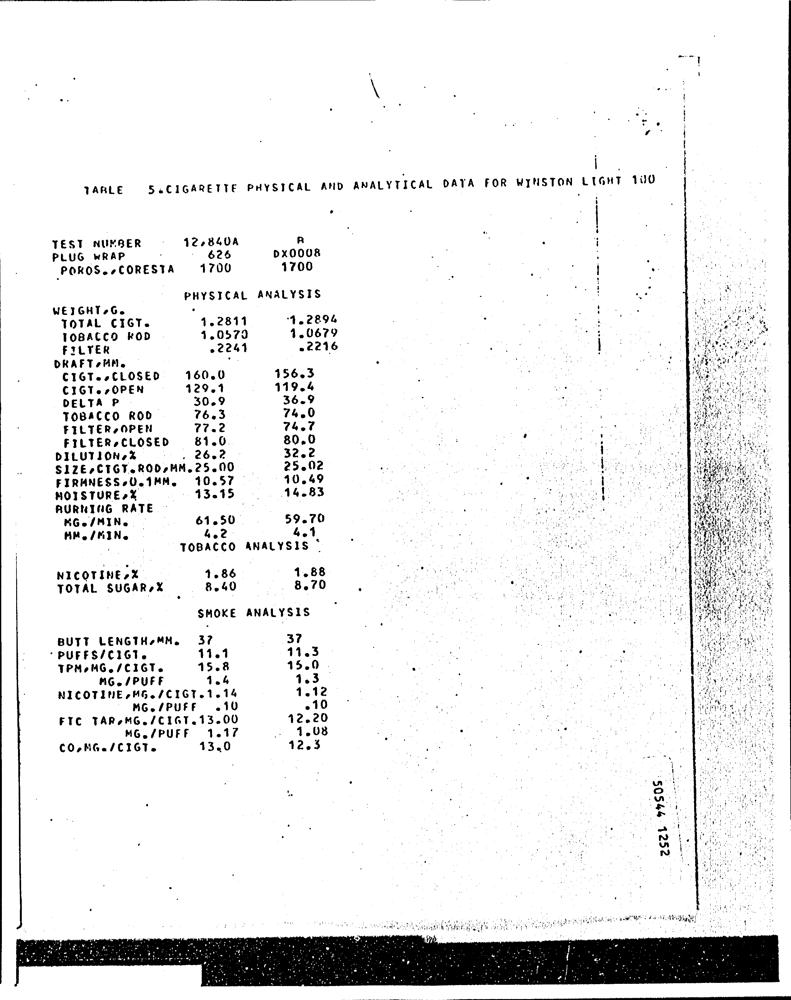 TABLE 5.CIGARETTE PHYSICAL AND ANALYTICAL DATA FOR WINSTON LIGHT 100
TEST NUMBER 12,840A B
PLUG WRAP 626 DX0008
POROS.,CORESTA 1700 1700
PHYSICAL ANALYSIS
WEIGHT,G.
TOTAL CIGT. 1.2811 1.2894
TOBACCO ROD 1.0570 1.0679
FILTER .2241 .2216
DRAFT,MM.
CIGT.,CLOSED 160.0 156.3
CIGT.,OPEN 129.1 119.4
DELTA P 30.9 36.9
TOBACCO ROD 76.3 74.0
FILTER,OPEN 77.2 74.7
FILTER,CLOSED 81.0 80.0
DILUTION,% 26.2 32.2
SIZE,CIGT.ROD,MM.25.00 25.02
FIRMNESS,0.1MM. 10.57 10.49
MOISTURE,% 13.15 14.83
BURNING RATE
MG./MIN. 61.50 59.70
MM./MIN. 4.2 4.1
TOBACCO ANALYSIS
NICOTINE,% 1.86 1.88
TOTAL SUGAR,% 8.40 8.70
SMOKE ANALYSIS
BUTT LENGTH,MM. 37 37
PUFFS/CIGT. 11.1 11.3
TPM,MG./CIGT. 15.8 15.0
MG./PUFF 1.4 1.3
NICOTINE,MG./CIGT.1.14 1.12
MG./PUFF .10 .10
FTC TAR,MG./CIGT.13.00 12.20
MG./PUFF 1.17 1.08
CO,MG./CIGT. 13.0 12.3
50544 1252